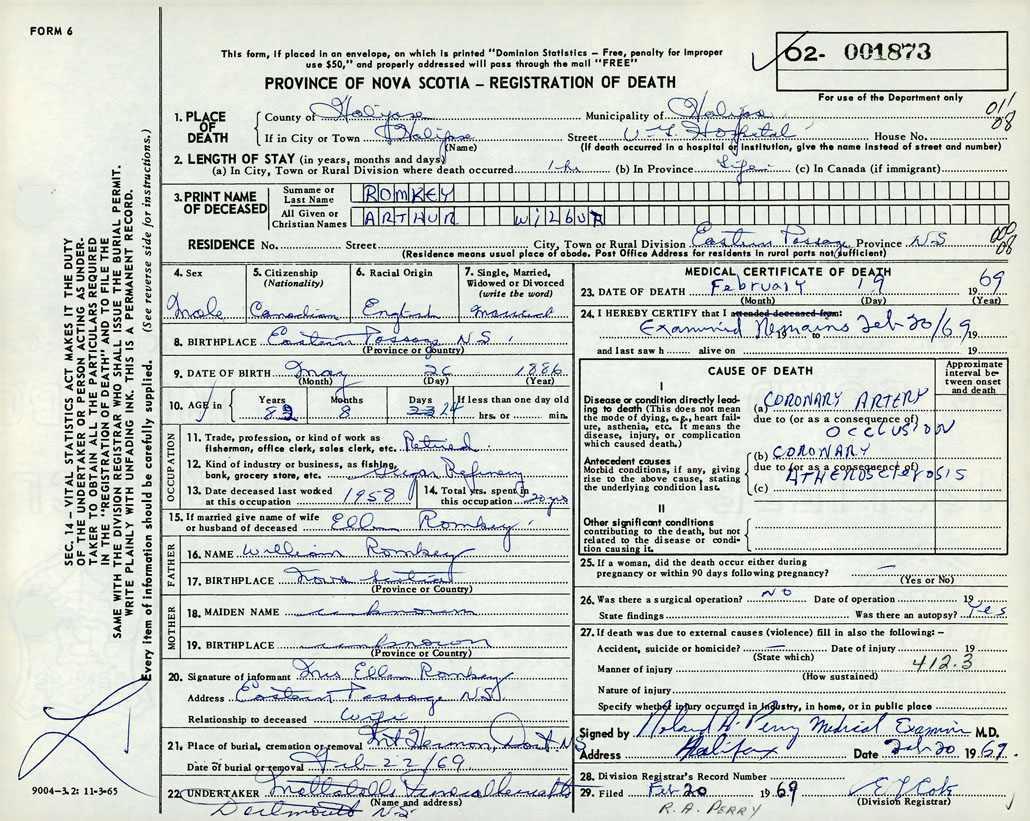 FORM 6
This form, if placed in an envelope, on which is printed "Dominion Statistics – Free, penalty for improper
use $50," and properly addressed will pass through the mail "FREE"
O2- 001873
For use of the Department only
PROVINCE OF NOVA SCOTIA – REGISTRATION OF DEATH
011
08
1. PLACE OF DEATH
County of Halifax Municipality of Halifax
If in City or Town Halifax Street V.G. Hospital House No.
(Name) (If death occurred in a hospital or institution, give the name instead of street and number)
2. LENGTH OF STAY (in years, months and days)
(a) In City, Town or Rural Division where death occurred 1 hr (b) In Province Life (c) In Canada (if immigrant)
3. PRINT NAME OF DECEASED
Surname or Last Name ROMKEY
All Given or Christian Names ARTHUR WILBUR
RESIDENCE No. Street City, Town or Rural Division Eastern Passage Province NS
08
(Residence means usual place of abode. Post Office Address for residents in rural parts not sufficient)
4. Sex
Male
5. Citizenship
(Nationality)
Canadian
6. Racial Origin
English
7. Single, Married,
Widowed or Divorced
(write the word)
Married
8. BIRTHPLACE Eastern Passage NS.
(Province or Country)
9. DATE OF BIRTH May 26 1886
(Month) (Day) (Year)
10. AGE in
Years Months Days If less than one day old
8 23 24 hrs. or min.
OCCUPATION
11. Trade, profession, or kind of work as
fisherman, office clerk, sales clerk, etc. Retired
12. Kind of industry or business, as fishing,
bank, grocery store, etc. Sugar Refinery
13. Date deceased last worked
at this occupation 1958
14. Total yrs. spent in
this occupation 20 yrs
15. If married give name of wife
or husband of deceased Ellen Romkey
FATHER
16. NAME William Romkey
17. BIRTHPLACE Nova Scotia
(Province or Country)
MOTHER
18. MAIDEN NAME unknown
19. BIRTHPLACE unknown
(Province or Country)
20. Signature of informant Mrs. Ellen Romkey
Address Eastern Passage NS.
Relationship to deceased Wife
21. Place of burial, cremation or removal Mt Hermon, Dart NS
Date of burial or removal Feb 22/69
22. UNDERTAKER
(Name and address)
Dartmouth NS
MEDICAL CERTIFICATE OF DEATH
23. DATE OF DEATH February 19 1969
(Month) (Day) (Year)
24. I HEREBY CERTIFY that I attended deceased from:
Examined Remains Feb 20/69 19
19 to
and last saw h alive on 19
CAUSE OF DEATH
Approximate interval between onset and death
I
Disease or condition directly leading to death (This does not mean the mode of dying, e.g., heart failure, asthenia, etc. It means the disease, injury, or complication which caused death.)
(a) CORONARY ARTERY
due to (or as a consequence of)
OCCLUSION
Antecedent causes
Morbid conditions, if any, giving rise to the above cause, stating the underlying condition last.
(b) CORONARY
due to (or as a consequence of)
ATHEROSCLEROSIS
(c)
II
Other significant conditions
contributing to the death, but not
related to the disease or condition causing it.
25. If a woman, did the death occur either during
pregnancy or within 90 days following pregnancy? –
(Yes or No)
26. Was there a surgical operation? NO Date of operation 19
State findings Was there an autopsy? Yes
27. If death was due to external causes (violence) fill in also the following: –
Accident, suicide or homicide? – Date of injury 19
(State which)
Manner of injury 412.3
(How sustained)
Nature of injury
Specify whether injury occurred in industry, in home, or in public place
Signed by Roland A. Perry Medical Examiner M.D.
Address Halifax Date Feb 20 1969.
28. Division Registrar's Record Number
29. Filed Feb 20 1969
(Division Registrar)
R.A. PERRY
SEC. 14 – VITAL STATISTICS ACT MAKES IT THE DUTY
OF THE UNDERTAKER OR PERSON ACTING AS UNDERTAKER TO OBTAIN ALL THE PARTICULARS REQUIRED
IN THE "REGISTRATION OF DEATH" AND TO FILE THE
SAME WITH THE DIVISION REGISTRAR WHO SHALL ISSUE THE BURIAL PERMIT.
WRITE PLAINLY WITH UNFADING INK. THIS IS A PERMANENT RECORD.
Every item of information should be carefully supplied. (See reverse side for instructions.)
9004–3.2: 11-3-65